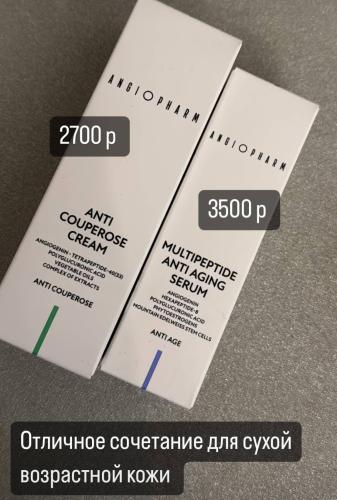 ANGIOPHARM
2700 р
ANTI
COUPEROSE
CREAM
ANGIOGENIN · TETRAPEPTIDE-40(33)
POLYGLUCURONIC ACID
VEGETABLE OILS
COMPLEX OF EXTRACTS
ANTI COUPEROSE
ANGIOPHARM
3500 р
MULTIPEPTIDE
ANTI AGING
SERUM
ANGIOGENIN
HEXAPEPTIDE-8
POLYGLUCURONIC ACID
PHYTOESTROGENS
MOUNTAIN EDELWEISS STEM CELLS
ANTI AGE
Отличное сочетание для сухой
возрастной кожи